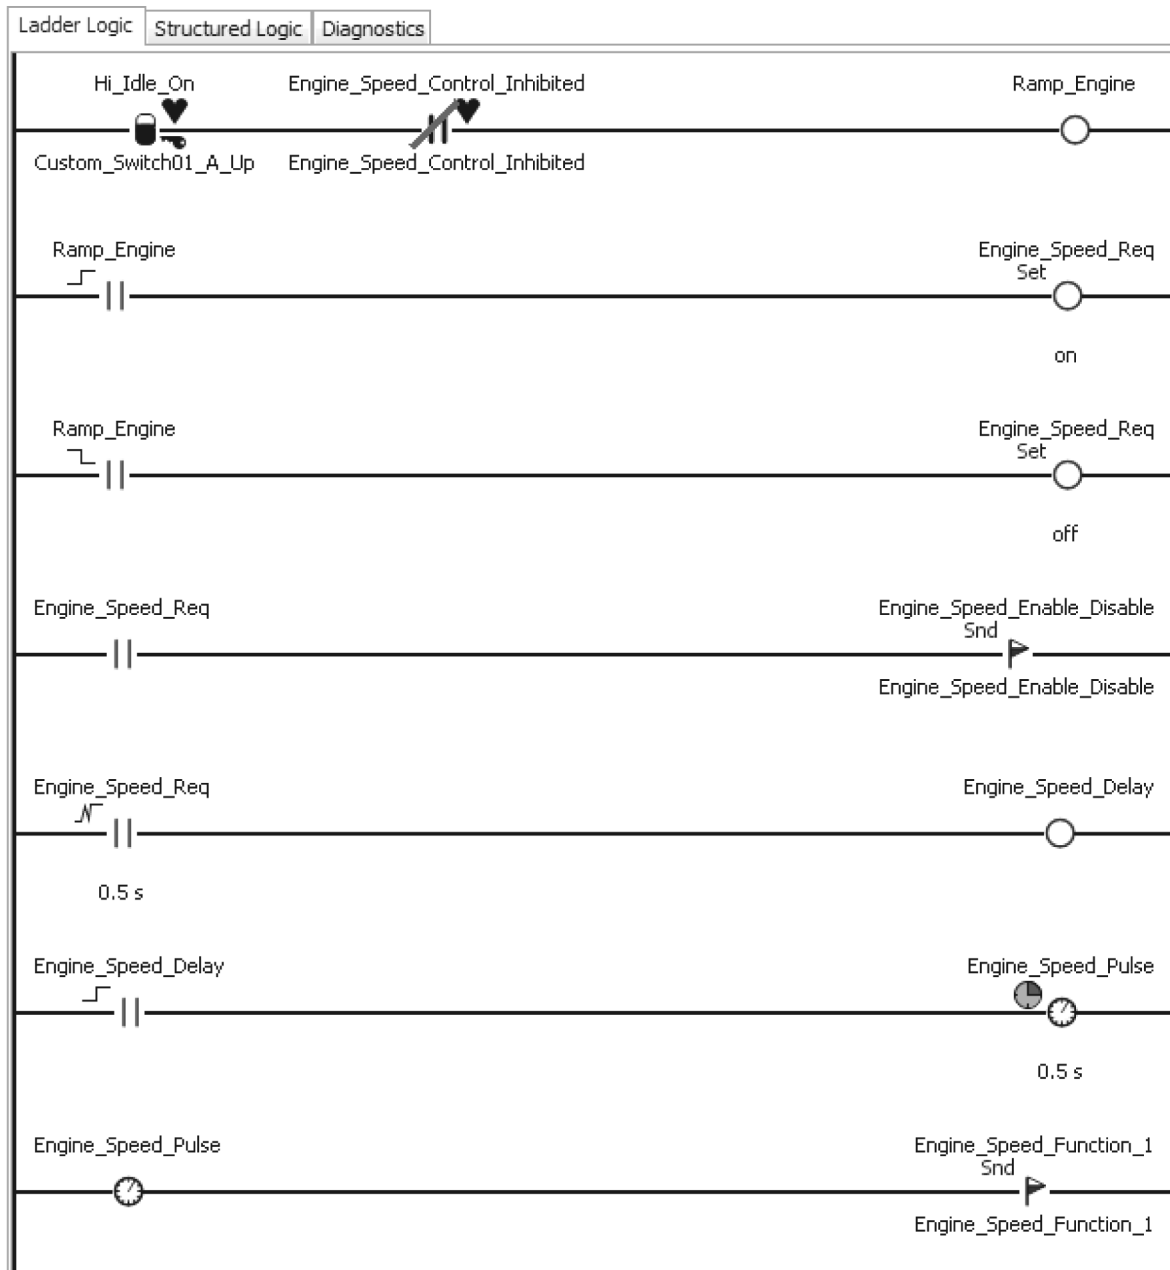 Ladder Logic Structured Logic Diagnostics
Hi_Idle_On Engine_Speed_Control_Inhibited Ramp_Engine
Custom_Switch01_A_Up Engine_Speed_Control_Inhibited
Ramp_Engine Engine_Speed_Req
Set
on
Ramp_Engine Engine_Speed_Req
Set
off
Engine_Speed_Req Engine_Speed_Enable_Disable
Snd
Engine_Speed_Enable_Disable
Engine_Speed_Req Engine_Speed_Delay
0.5 s
Engine_Speed_Delay Engine_Speed_Pulse
0.5 s
Engine_Speed_Pulse Engine_Speed_Function_1
Snd
Engine_Speed_Function_1